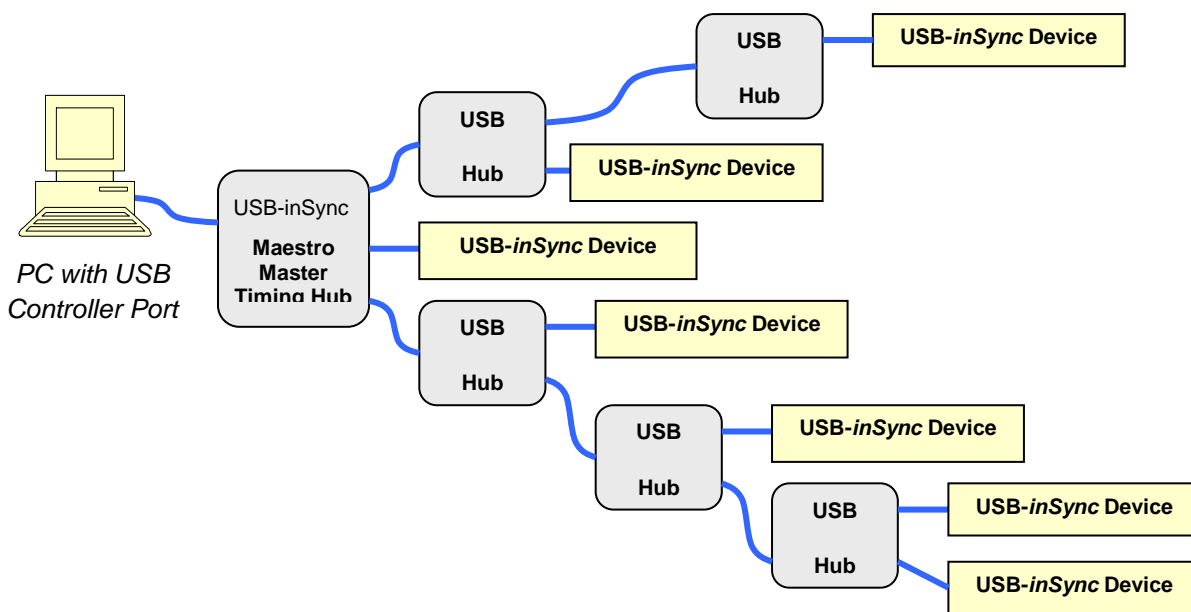 USB
Hub
USB-inSync Device
USB
Hub
USB-inSync Device
USB-inSync
Maestro
Master
Timing Hub
PC with USB
Controller Port
USB-inSync Device
USB
Hub
USB-inSync Device
USB
Hub
USB-inSync Device
USB
Hub
USB-inSync Device
USB-inSync Device